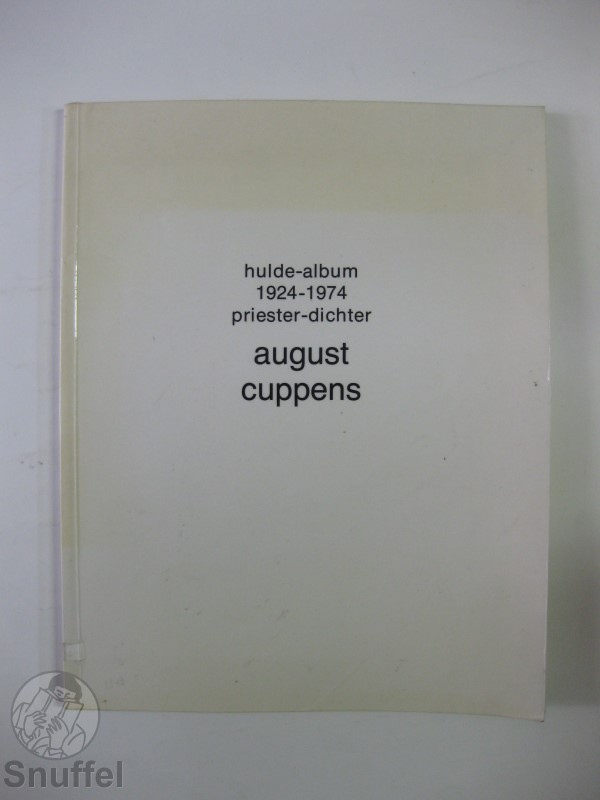 hulde-album
1924-1974
priester-dichter
august
cuppens
Snuffel